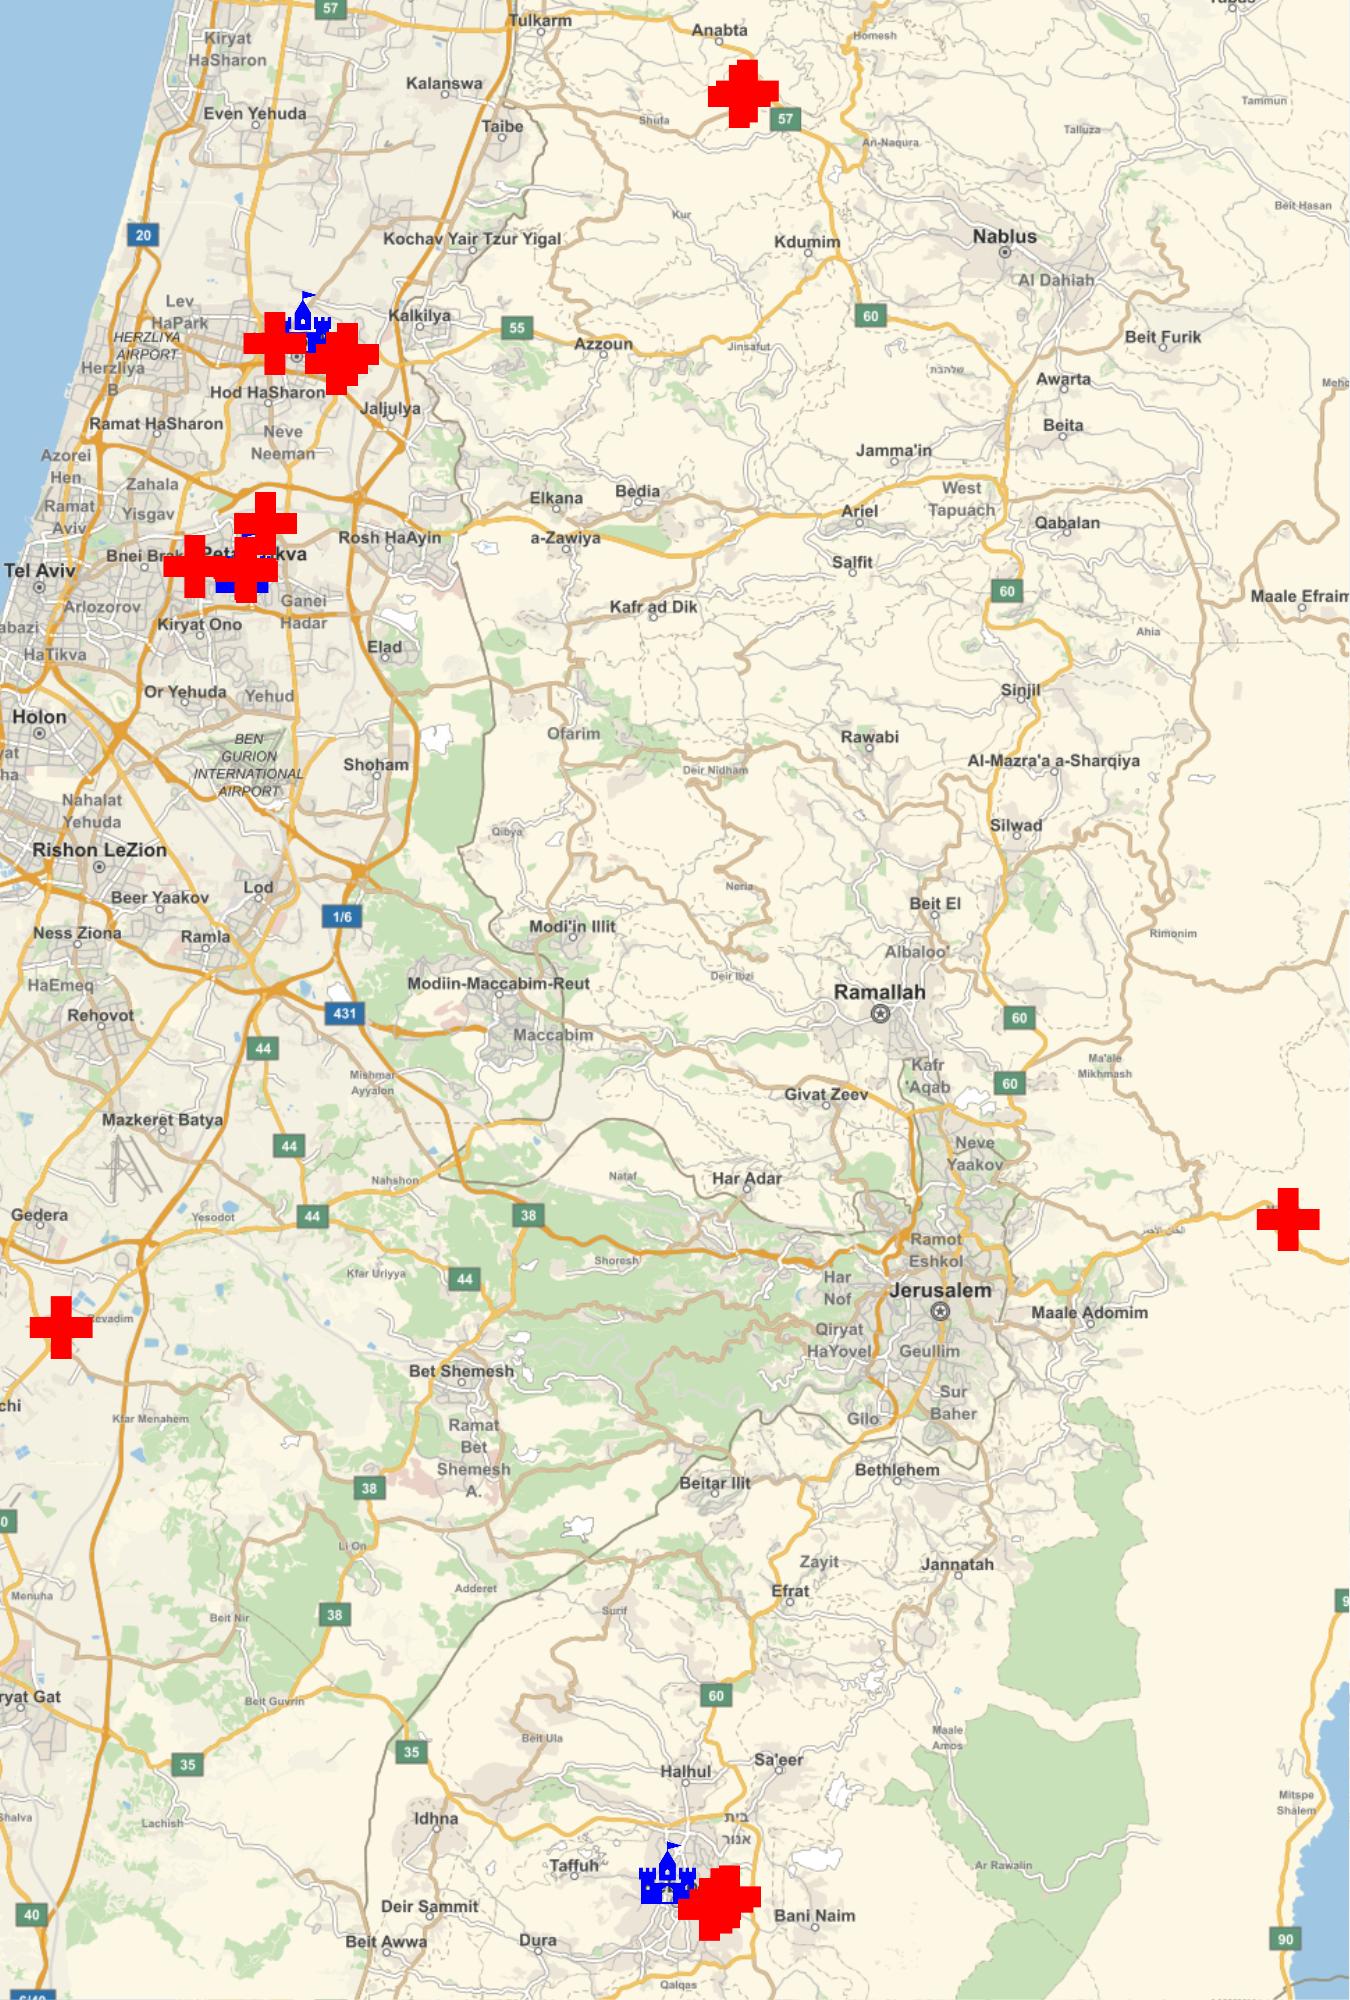 57
Tulkarm
Anabta
Homesh
Kiryat
HaSharon
Kalanswa
Tammun
Even Yehuda
Taibe
Shufa
57
Talluza
An-Naqura
Beit Hasan
20
Kur
Kochav Yair Tzur Yigal
Kdumim
Nablus
Al Dahiah
Lev
HaPark
Kalkilya
55
60
HERZLIYA
AIRPORT
Azzoun
Jinsafut
Beit Furik
Herzliya
B
שלהבת
Awarta
Hod HaSharon
Jaljulya
Ramat HaSharon
Beita
Neve
Neeman
Azorei
Hen
Jamma'in
Zahala
Elkana
Bedia
West
Tapuach
Ramat
Aviv
Yisgav
Ariel
Qabalan
Rosh HaAyin
a-Zawiya
Bnei Brak
Tel Aviv
Salfit
60
Maale Efraim
Arlozorov
Ganei
Hadar
Kafr ad Dik
Kiryat Ono
abazi
Ahia
HaTikva
Elad
Or Yehuda
Yehud
Sinjil
Holon
Ofarim
Rawabi
BEN
GURION
INTERNATIONAL
AIRPORT
Shoham
Deir Nidham
Al-Mazra'a a-Sharqiya
Nahalat
Yehuda
Qibya
Silwad
Rishon LeZion
Neria
Beer Yaakov
Lod
Beit El
1/6
Modi'in Illit
Ness Ziona
Ramla
Rimonim
Albaloo'
HaEmeq
Modiin-Maccabim-Reut
Deir Ibzi
Ramallah
Rehovot
431
60
Maccabim
44
Kafr
'Aqab
Ma'ale
Mikhmash
Mishmar
Ayyalon
60
Givat Zeev
Mazkeret Batya
44
Neve
Yaakov
Nahshon
Nataf
Har Adar
Gedera
Yesodot
44
38
Ramot
Eshkol
Shoresh
Kfar Uriyya
44
Har
Nof
Jerusalem
Maale Adomim
Revadim
Qiryat
HaYovel
Geullim
Bet Shemesh
chi
Sur
Baher
Kfar Menahem
Gilo
Ramat
Bet
Shemesh
A.
Bethlehem
38
Beitar Ilit
0
Li On
Zayit
Jannatah
Adderet
Menuha
Efrat
Beit Nir
38
Surif
9
ryat Gat
Beit Guvrin
60
Maale
Amos
Beit Ula
35
35
Halhul
Sa'eer
Mitspe
Shalem
Shalva
Lachish
Idhna
בית
אנור
Taffuh
Ar Rawalin
40
Deir Sammit
Bani Naim
Beit Awwa
Dura
90
Qalqas
6/40